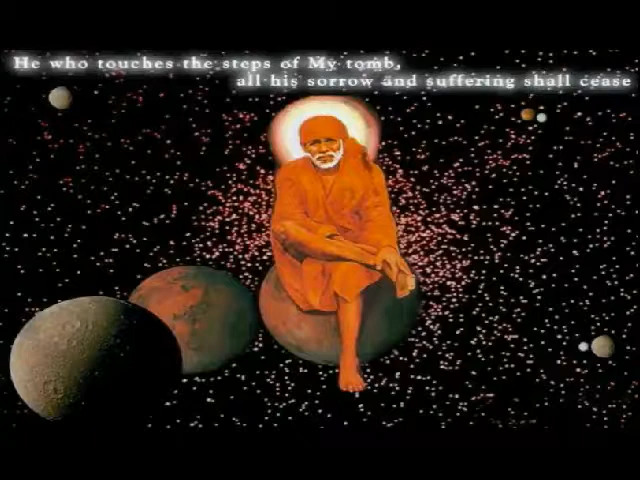 He who touches the steps of My tomb,
all his sorrow and suffering shall cease